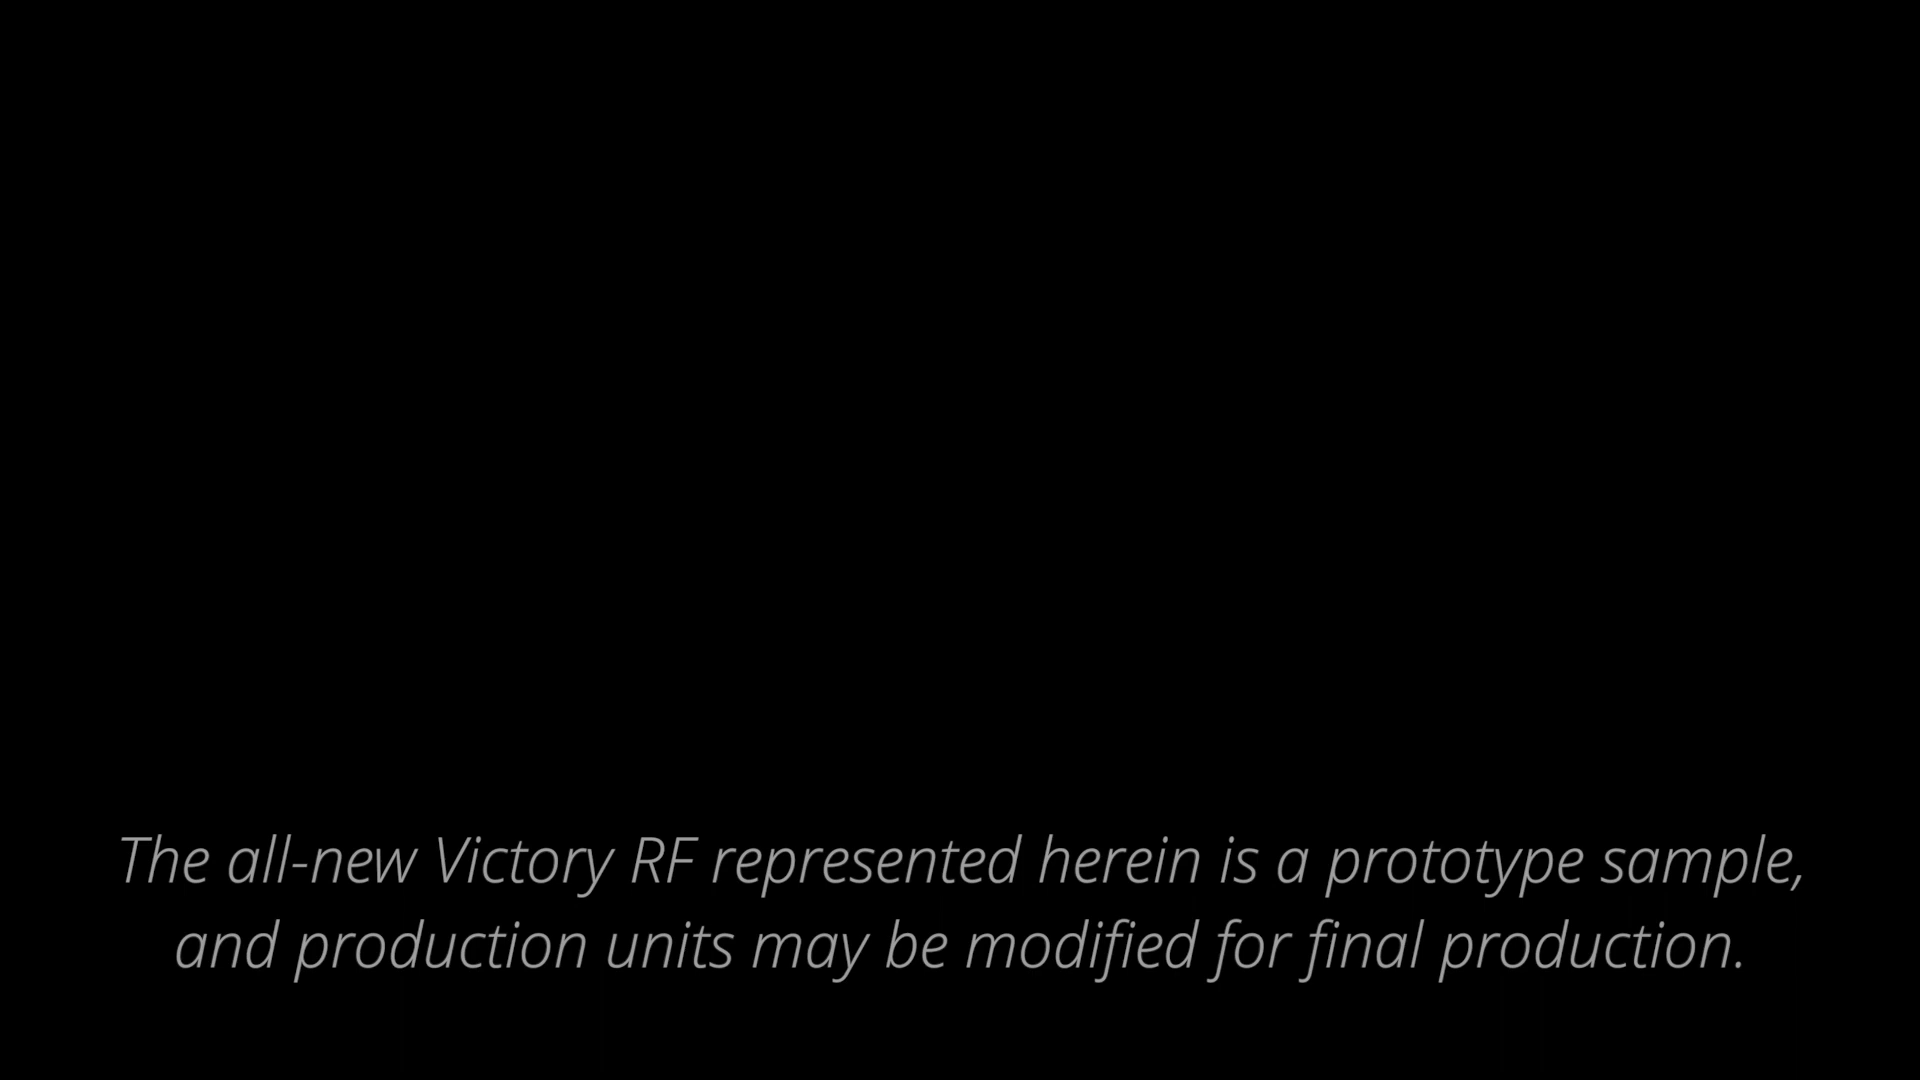 The all-new Victory RF represented herein is a prototype sample,
and production units may be modified for final production.